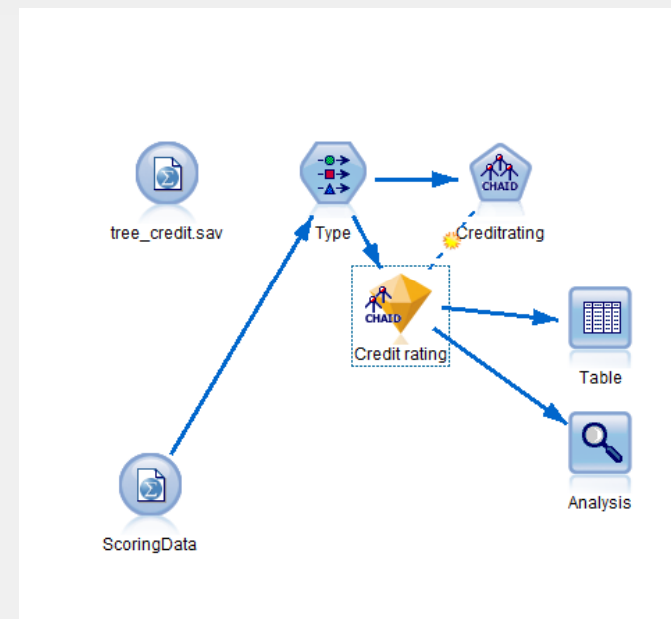 CHAID
tree_credit.sav
Type
Creditrating
CHAID
Credit rating
Table
Analysis
ScoringData